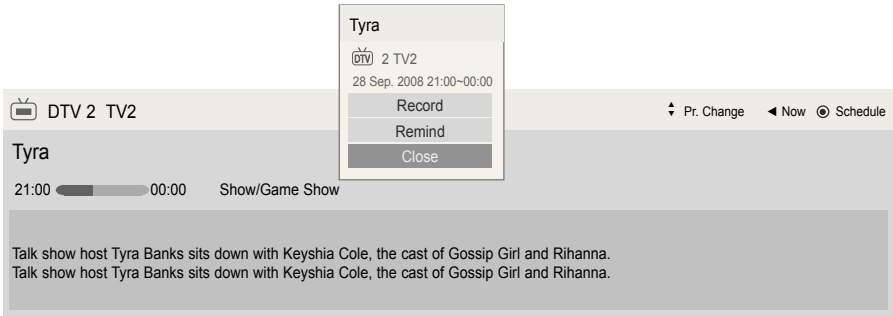 Tyra
DTV 2 TV2
28 Sep. 2008 21:00~00:00
Record
Remind
Close
DTV 2 TV2
Pr. Change ◀ Now ◉ Schedule
Tyra
21:00 00:00 Show/Game Show
Talk show host Tyra Banks sits down with Keyshia Cole, the cast of Gossip Girl and Rihanna.
Talk show host Tyra Banks sits down with Keyshia Cole, the cast of Gossip Girl and Rihanna.